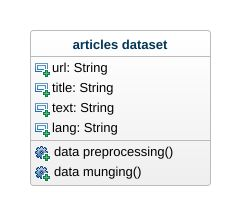 articles dataset
url: String
title: String
text: String
lang: String
data preprocessing()
data munging()